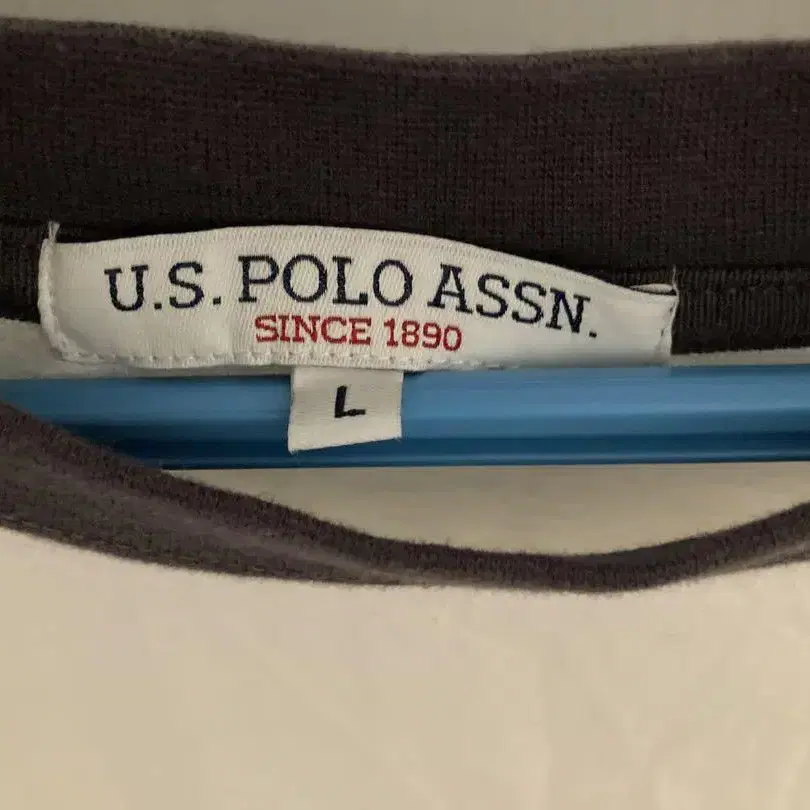 U.S. POLO ASSN.
SINCE 1890
L